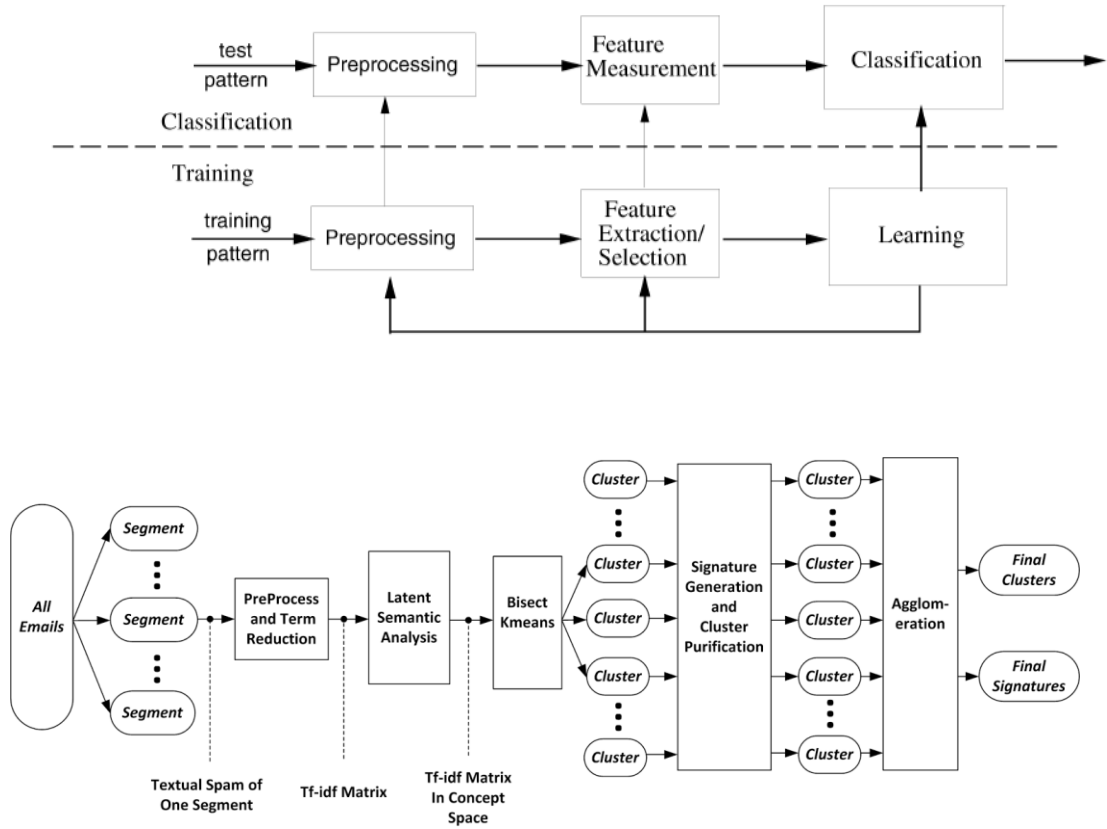 test
pattern
Preprocessing
Feature
Measurement
Classification
Classification
Training
training
pattern
Preprocessing
Feature
Extraction/
Selection
Learning
All
Emails
Segment
Segment
Segment
PreProcess
and Term
Reduction
Latent
Semantic
Analysis
Bisect
Kmeans
Cluster
Cluster
Cluster
Cluster
Cluster
Signature
Generation
and
Cluster
Purification
Cluster
Cluster
Cluster
Cluster
Cluster
Agglom-
eration
Final
Clusters
Final
Signatures
Textual Spam of
One Segment
Tf-idf Matrix
Tf-idf Matrix
In Concept
Space